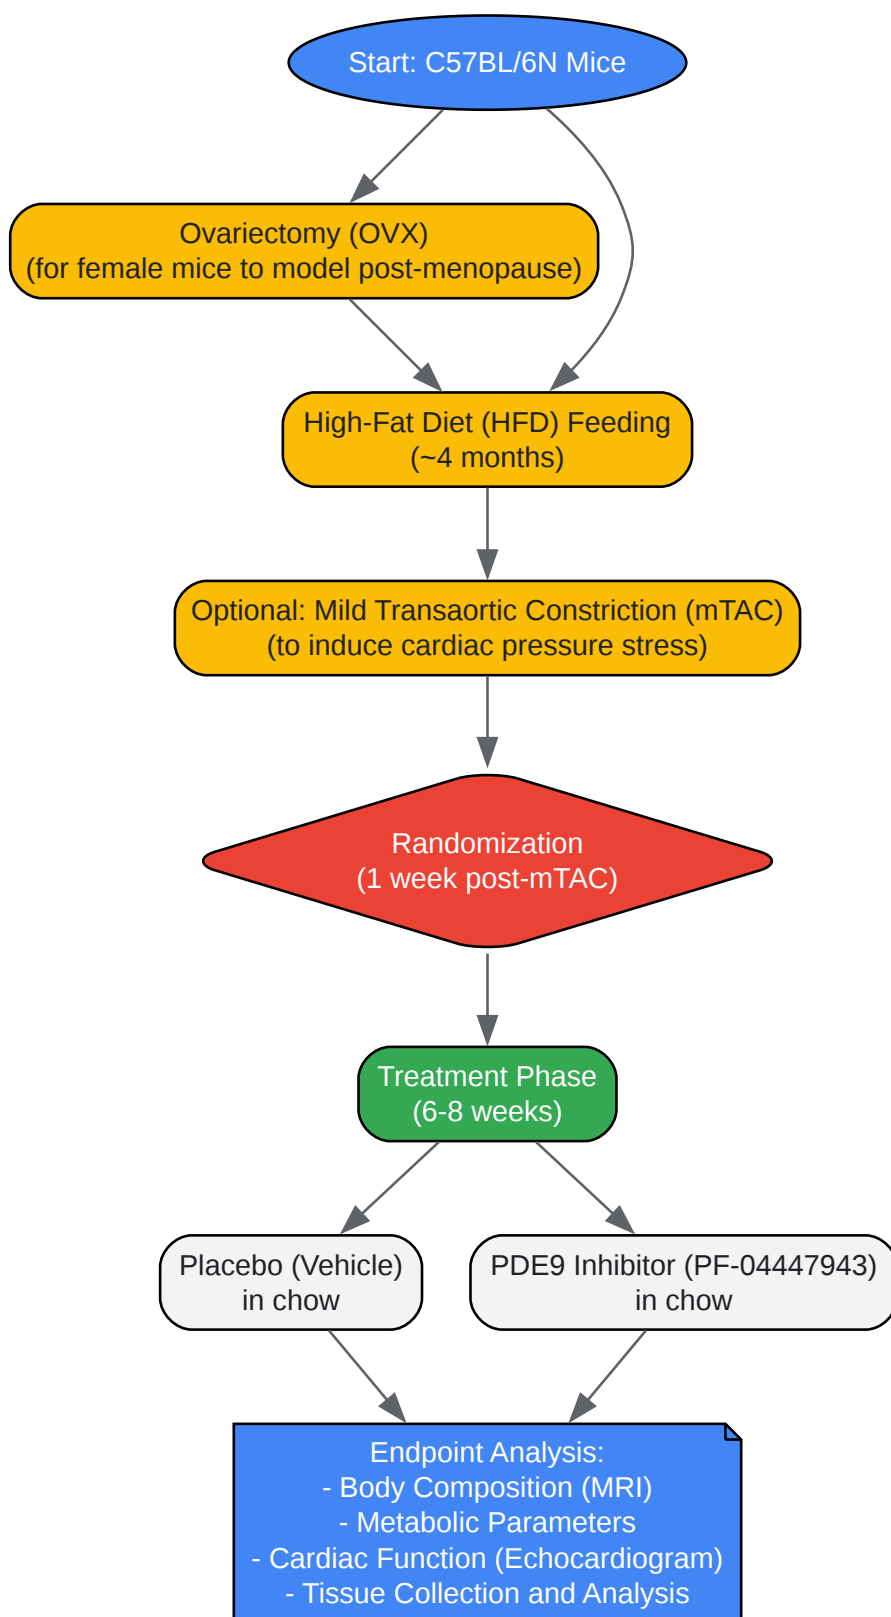 Start: C57BL/6N Mice
Ovariectomy (OVX)
(for female mice to model post-menopause)
High-Fat Diet (HFD) Feeding
(~4 months)
Optional: Mild Transaortic Constriction (mTAC)
(to induce cardiac pressure stress)
Randomization
(1 week post-mTAC)
Treatment Phase
(6-8 weeks)
Placebo (Vehicle)
in chow
PDE9 Inhibitor (PF-04447943)
in chow
Endpoint Analysis:
- Body Composition (MRI)
- Metabolic Parameters
- Cardiac Function (Echocardiogram)
- Tissue Collection and Analysis